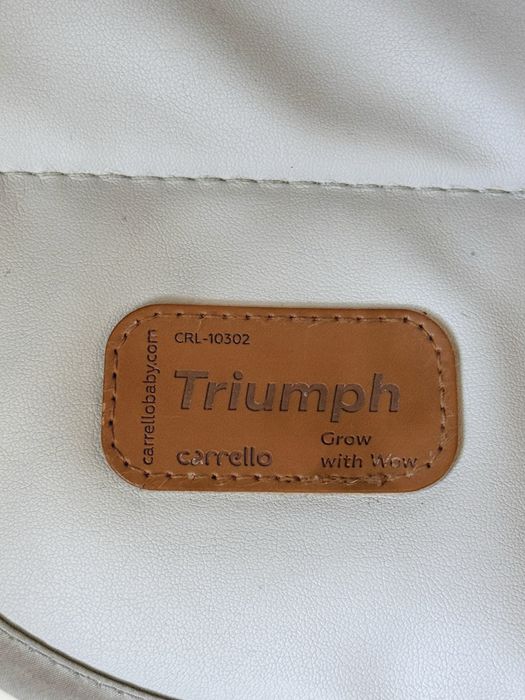 CRL-10302
Triumph
carrello
Grow
with Wow
carrellobaby.com